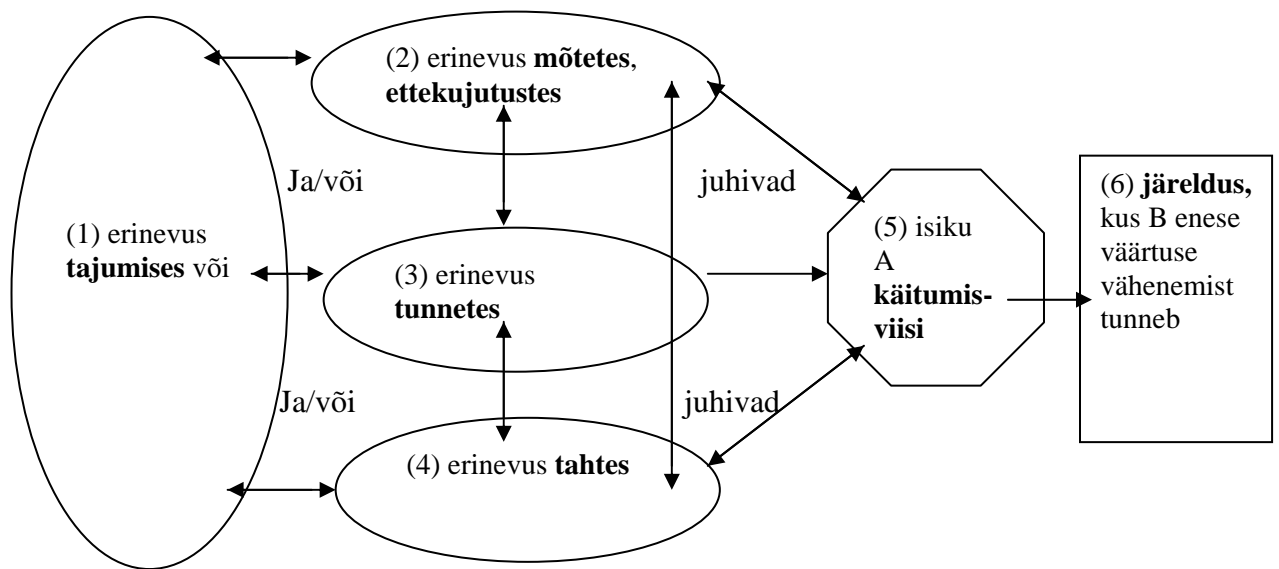 (1) erinevus
tajumises või
(2) erinevus mõtetes,
ettekujutustes
Ja/või
(3) erinevus
tunnetes
Ja/või
(4) erinevus tahtes
juhivad
juhivad
(5) isiku
A
käitumis-
viisi
(6) järeldus,
kus B enese
väärtuse
vähenemist
tunneb